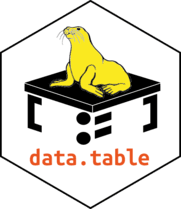 [ := ]
data.table